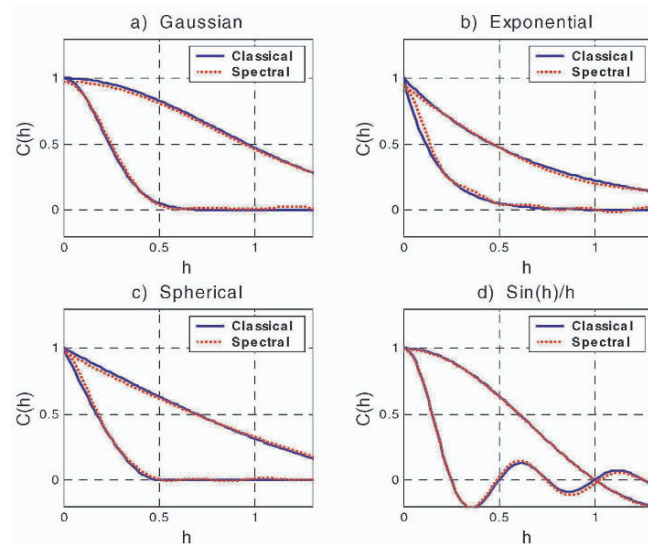 a) Gaussian
Classical
Spectral
1
0.5
0
C(h)
0
0.5
1
h
b) Exponential
Classical
Spectral
1
0.5
0
C(h)
0
0.5
1
h
c) Spherical
Classical
Spectral
1
0.5
0
C(h)
0
0.5
1
h
d) Sin(h)/h
Classical
Spectral
1
0.5
0
C(h)
0
0.5
1
h